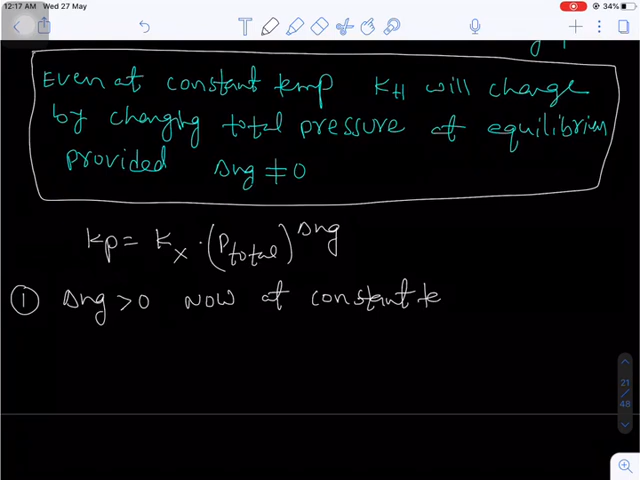 12:17 AM Wed 27 May
34%
Even at constant temp KH will change
by changing total pressure at equilibrium
provided Δng ≠ 0
Kp = Kx · (Ptotal)^Δng
① Δng > 0 NOW at constant te
21
/
48